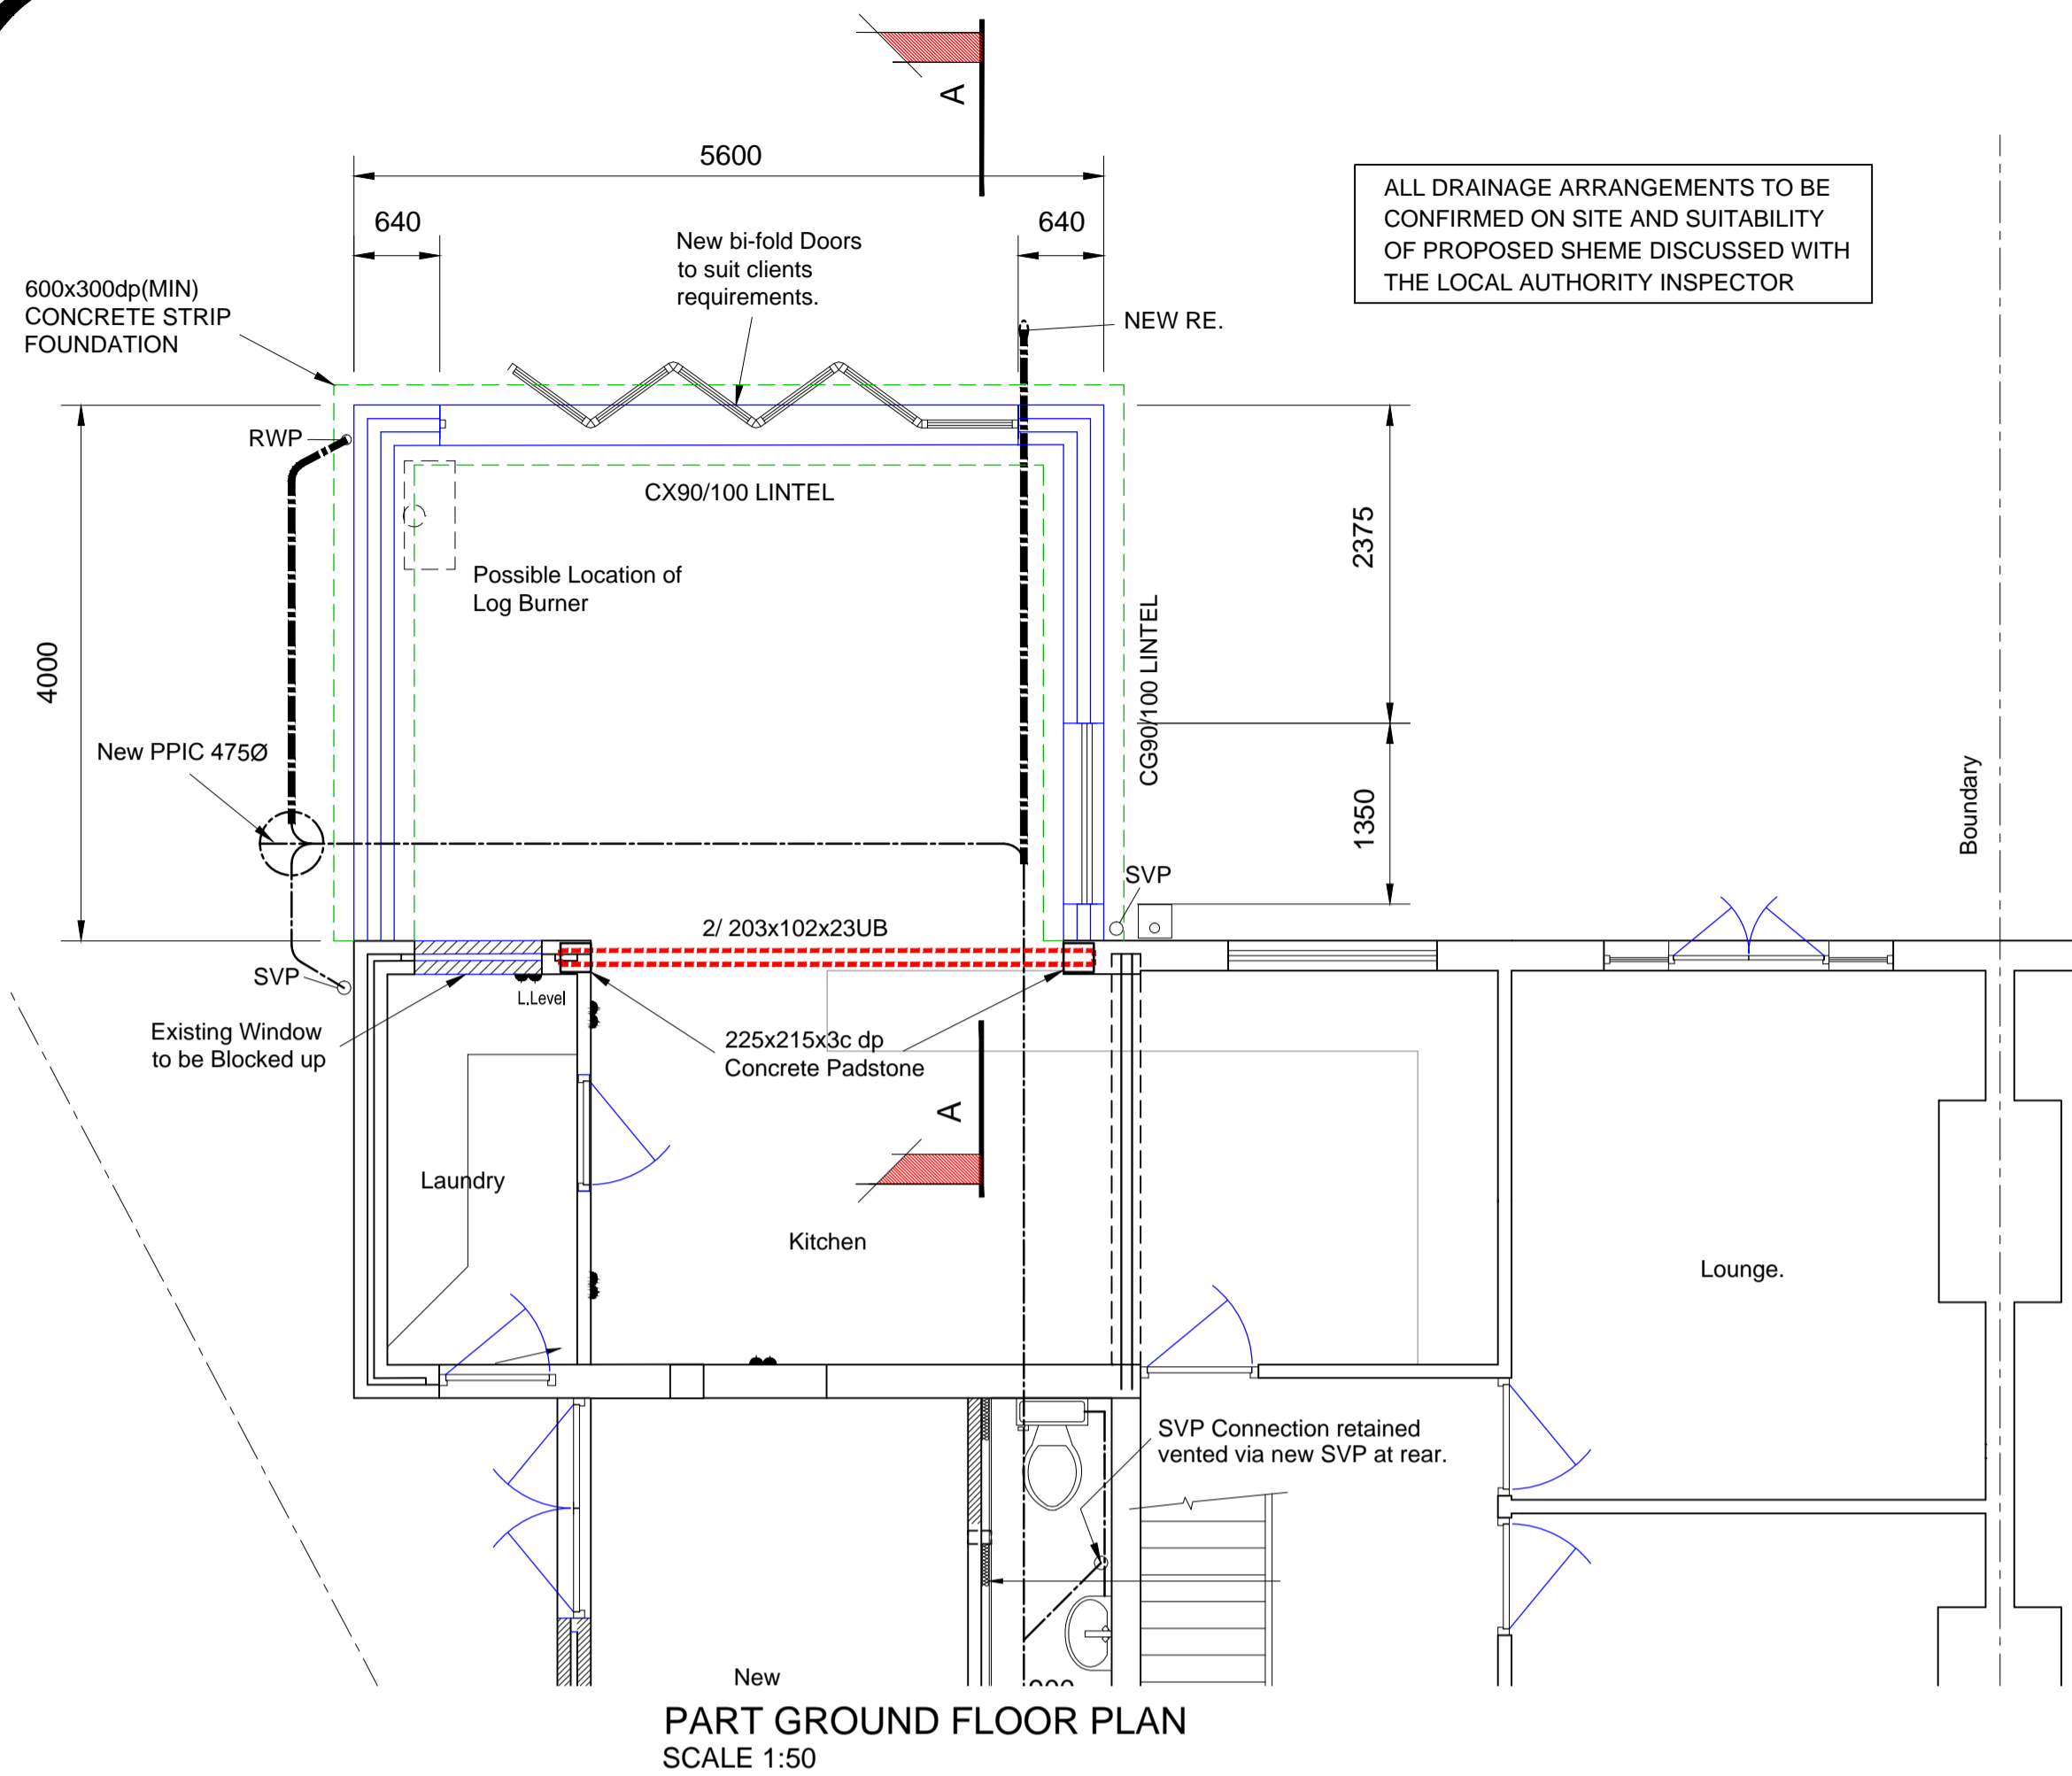 A
5600
640
640
New bi-fold Doors
to suit clients
requirements.
ALL DRAINAGE ARRANGEMENTS TO BE
CONFIRMED ON SITE AND SUITABILITY
OF PROPOSED SHEME DISCUSSED WITH
THE LOCAL AUTHORITY INSPECTOR
600x300dp(MIN)
CONCRETE STRIP
FOUNDATION
NEW RE.
RWP
CX90/100 LINTEL
2375
Possible Location of
Log Burner
4000
CG90/100 LINTEL
New PPIC 475Ø
1350
Boundary
SVP
2/ 203x102x23UB
SVP
L.Level
Existing Window
to be Blocked up
225x215x3c dp
Concrete Padstone
A
Laundry
Kitchen
Lounge.
SVP Connection retained
vented via new SVP at rear.
New
PART GROUND FLOOR PLAN
SCALE 1:50